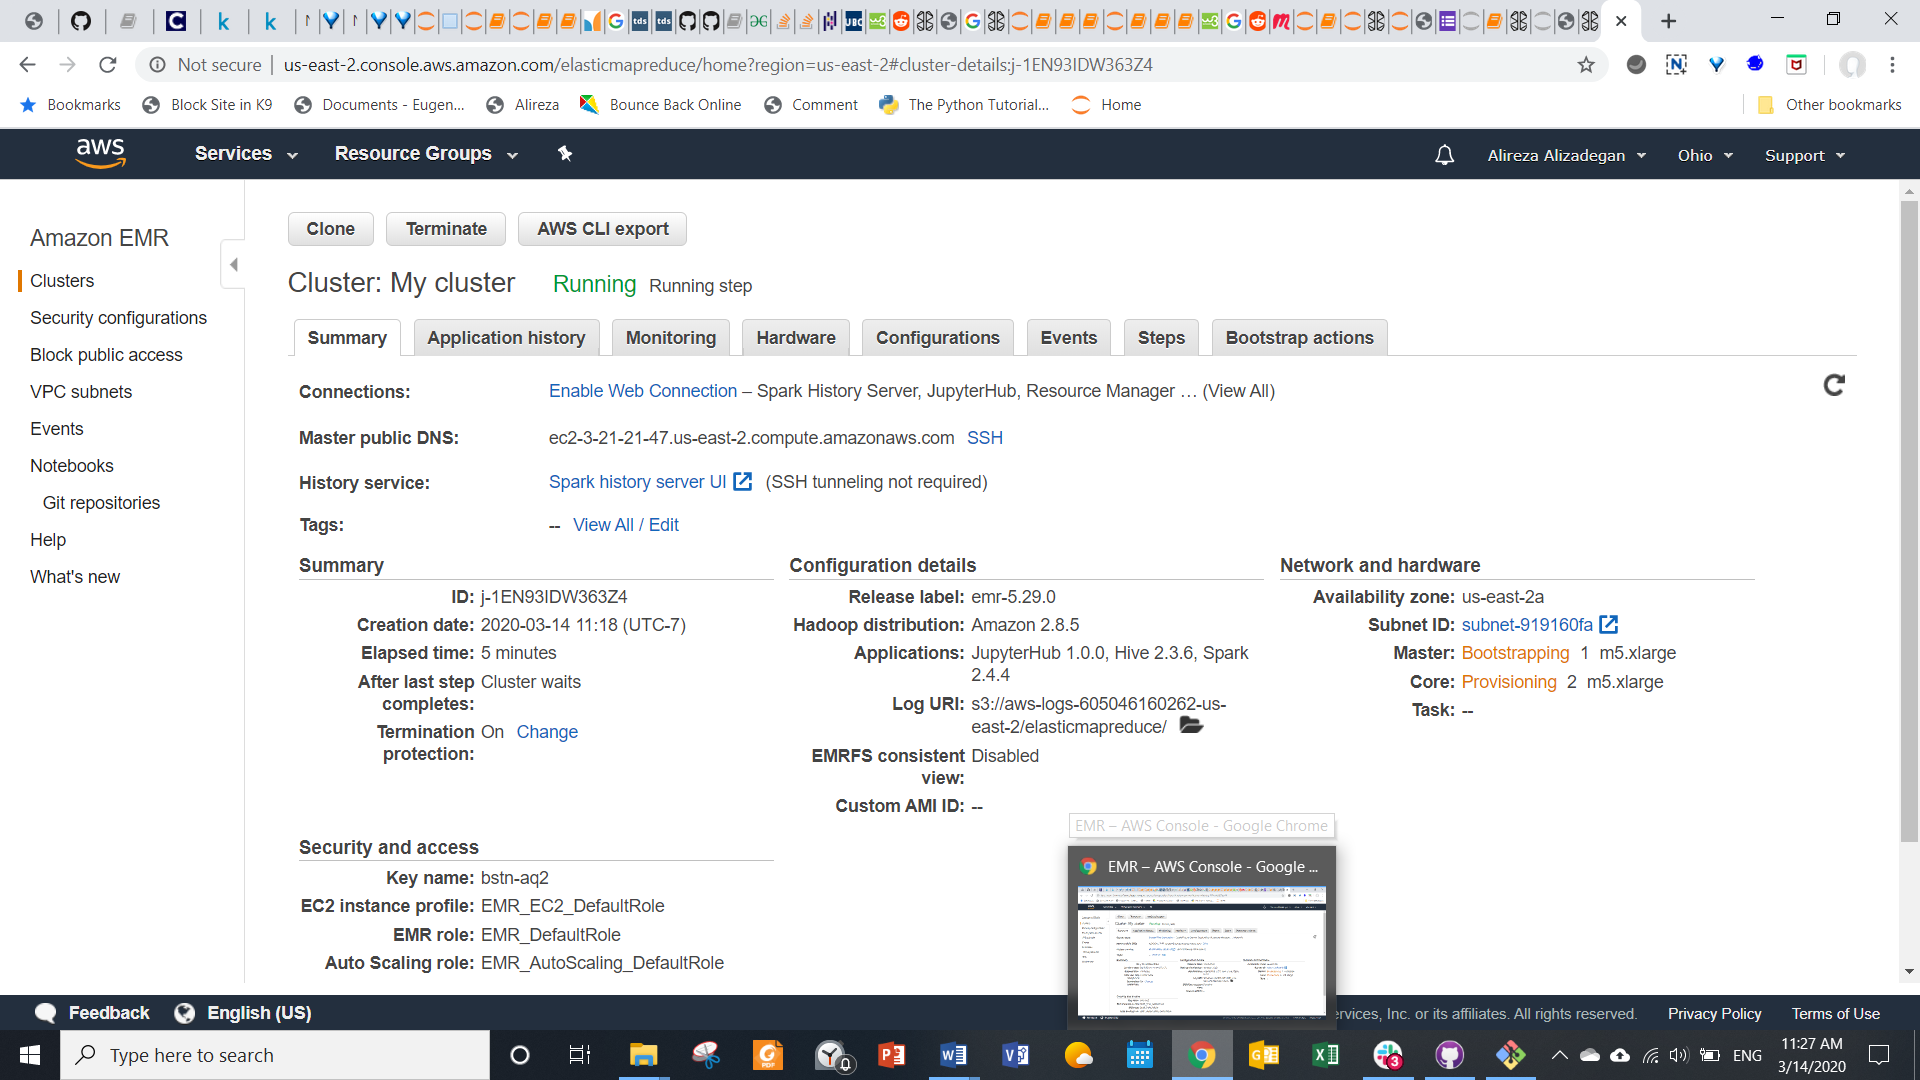 Not secure | us-east-2.console.aws.amazon.com/elasticmapreduce/home?region=us-east-2#cluster-details:j-1EN93IDW363Z4
Bookmarks Block Site in K9 Documents - Eugen... Alireza Bounce Back Online Comment The Python Tutorial... Home Other bookmarks
aws Services Resource Groups Alireza Alizadegan Ohio Support
Amazon EMR
Clusters
Security configurations
Block public access
VPC subnets
Events
Notebooks
Git repositories
Help
What's new
Clone Terminate AWS CLI export
Cluster: My cluster Running Running step
Summary Application history Monitoring Hardware Configurations Events Steps Bootstrap actions
Connections: Enable Web Connection – Spark History Server, JupyterHub, Resource Manager … (View All)
Master public DNS: ec2-3-21-21-47.us-east-2.compute.amazonaws.com SSH
History service: Spark history server UI (SSH tunneling not required)
Tags: -- View All / Edit
Summary
ID: j-1EN93IDW363Z4
Creation date: 2020-03-14 11:18 (UTC-7)
Elapsed time: 5 minutes
After last step Cluster waits
completes:
Termination On Change
protection:
Configuration details
Release label: emr-5.29.0
Hadoop distribution: Amazon 2.8.5
Applications: JupyterHub 1.0.0, Hive 2.3.6, Spark
2.4.4
Log URI: s3://aws-logs-605046160262-us-
east-2/elasticmapreduce/
EMRFS consistent Disabled
view:
Custom AMI ID: --
Network and hardware
Availability zone: us-east-2a
Subnet ID: subnet-919160fa
Master: Bootstrapping 1 m5.xlarge
Core: Provisioning 2 m5.xlarge
Task: --
Security and access
Key name: bstn-aq2
EC2 instance profile: EMR_EC2_DefaultRole
EMR role: EMR_DefaultRole
Auto Scaling role: EMR_AutoScaling_DefaultRole
EMR – AWS Console - Google Chrome
EMR – AWS Console - Google ...
Feedback English (US) ervices, Inc. or its affiliates. All rights reserved. Privacy Policy Terms of Use
Type here to search
ENG
11:27 AM
3/14/2020